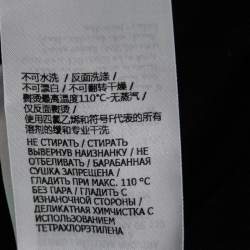 不可水洗 / 反面洗涤 /
不可漂白 / 不可翻转干燥 /
熨烫最高温度110°C-无蒸汽 /
仅反面熨烫 /
使用四氯乙烯和符号F代表的所有
溶剂的缓和专业干洗
НЕ СТИРАТЬ / СТИРАТЬ
ВЫВЕРНУВ НАИЗНАНКУ / НЕ
ОТБЕЛИВАТЬ / БАРАБАННАЯ
СУШКА ЗАПРЕЩЕНА /
ГЛАДИТЬ ПРИ МАКС. 110 °C
БЕЗ ПАРА / ГЛАДИТЬ С
ИЗНАНОЧНОЙ СТОРОНЫ /
ДЕЛИКАТНАЯ ХИМЧИСТКА С
ИСПОЛЬЗОВАНИЕМ
ТЕТРАХЛОРЭТИЛЕНА